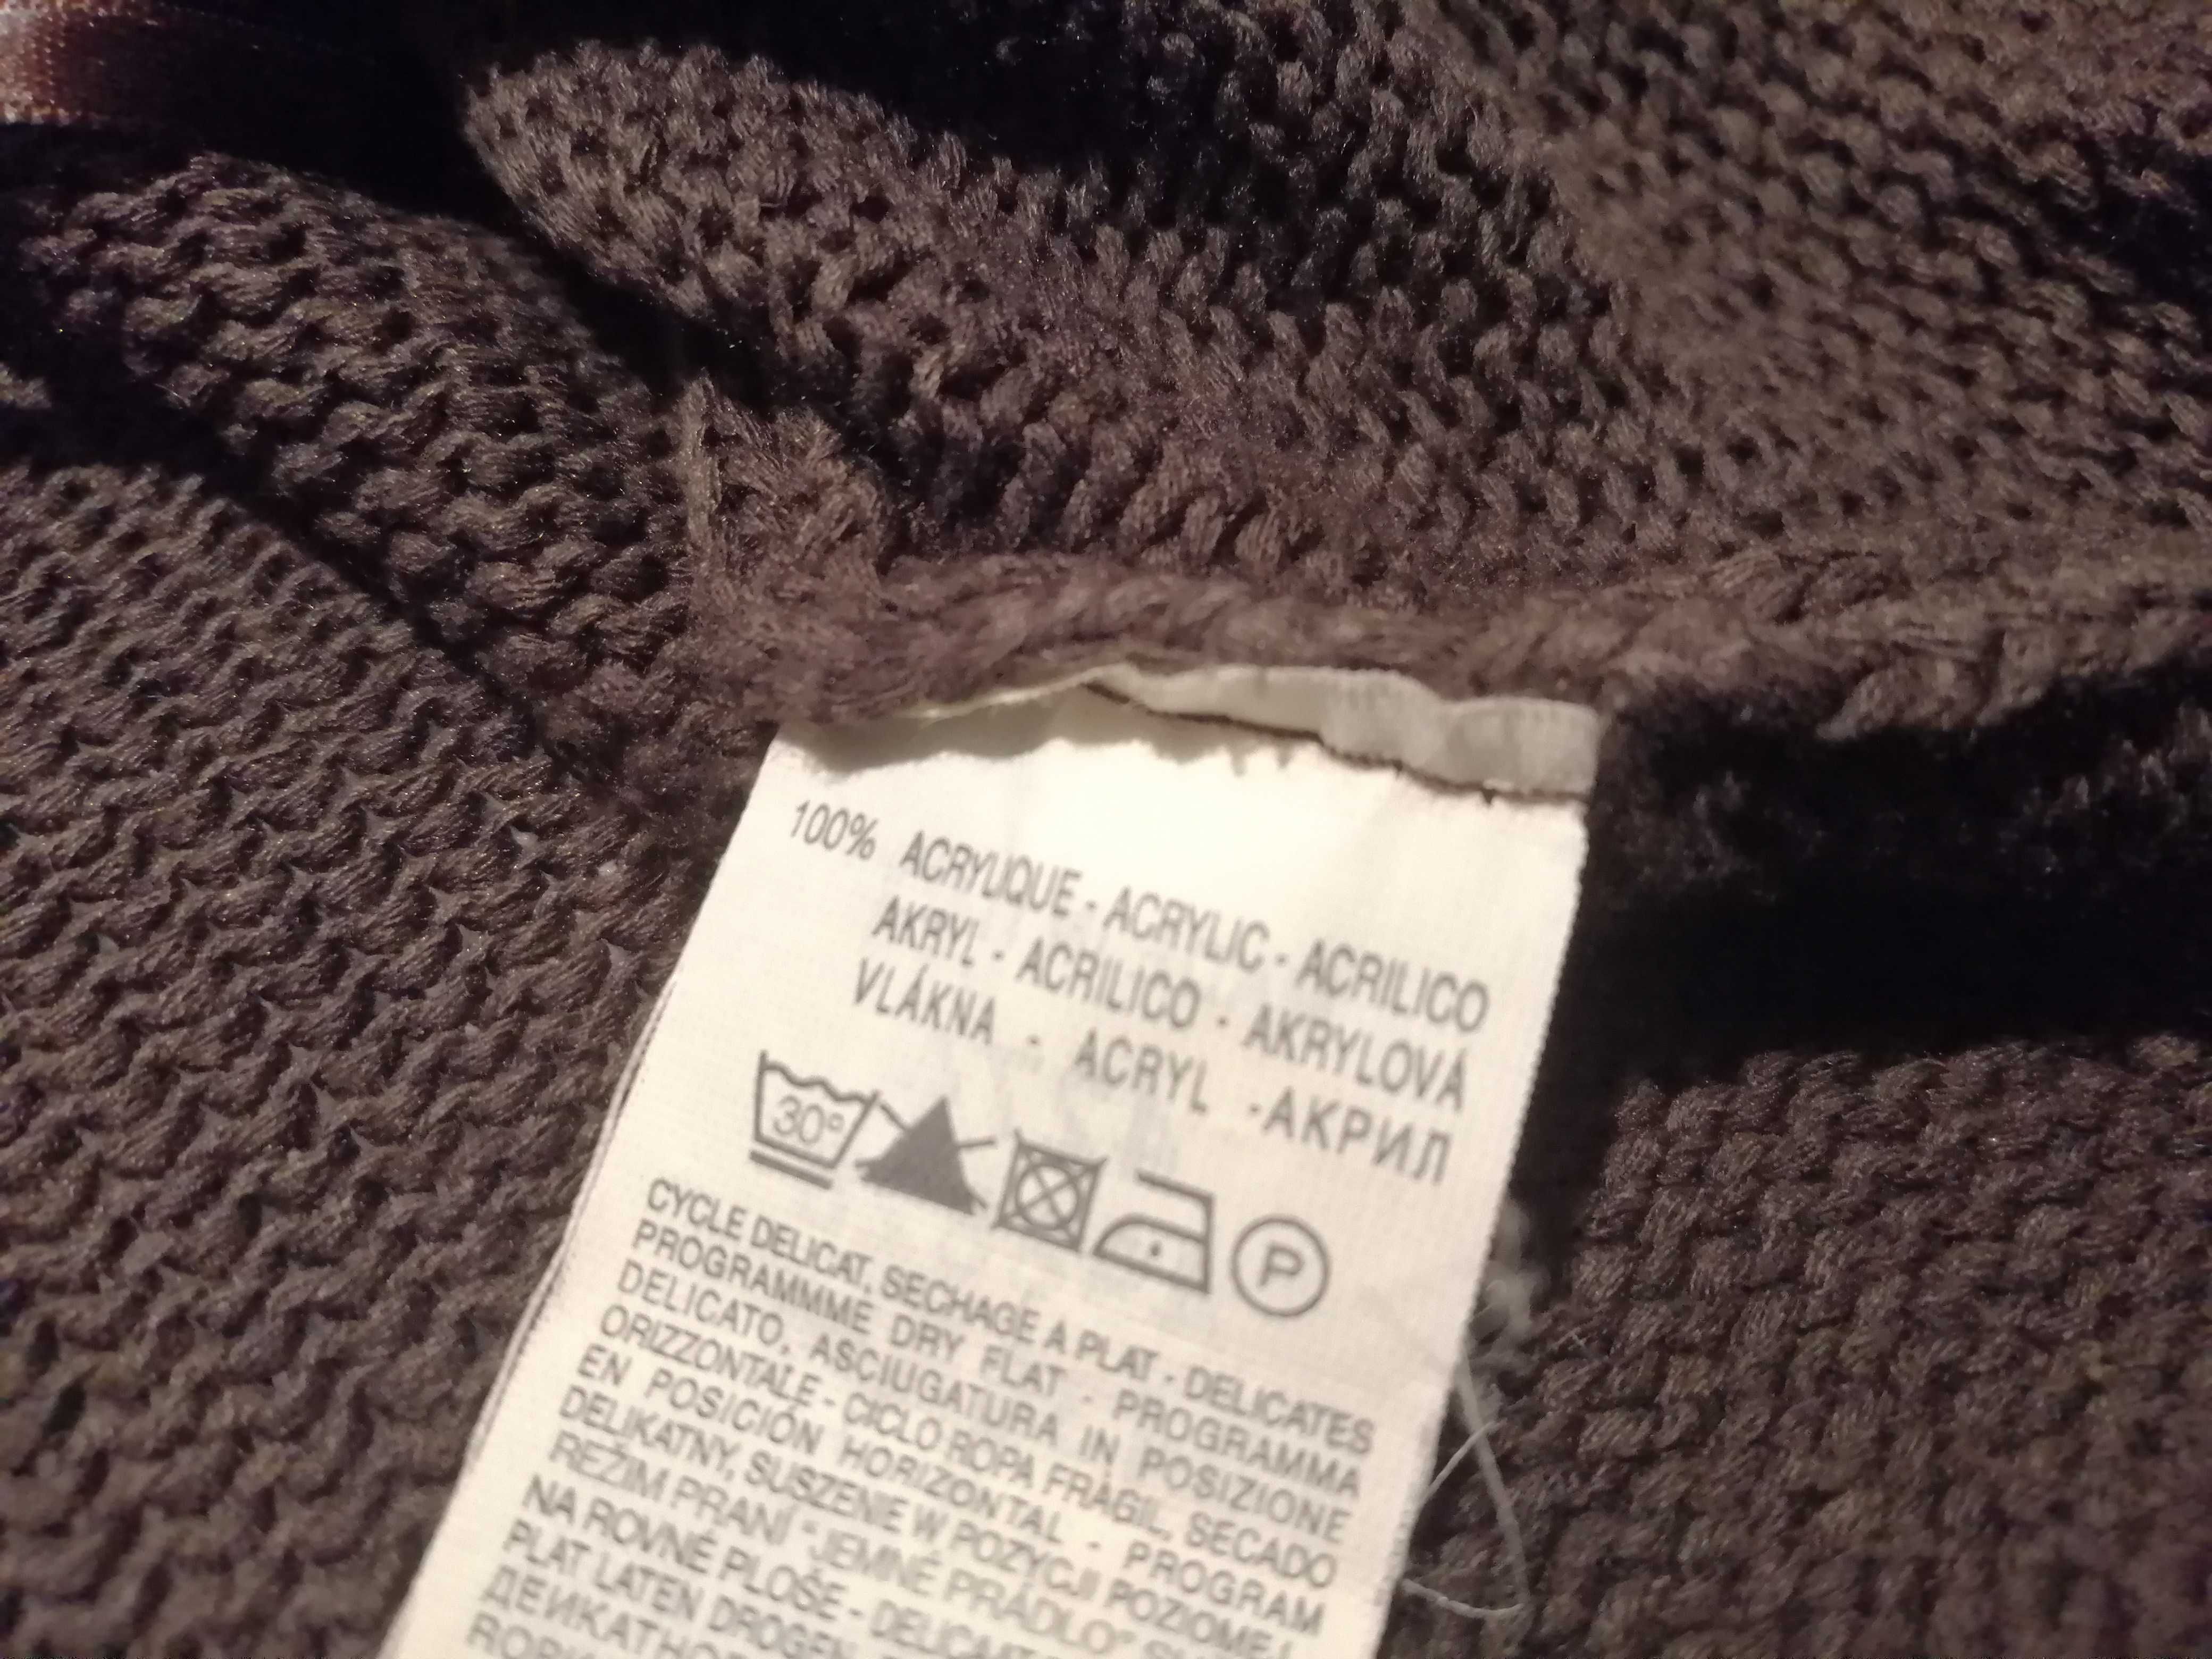 100% ACRYLIQUE - ACRYLIC - ACRILICO
AKRYL - ACRILICO - AKRYLOVÁ
VLÁKNA - ACRYL -АКРИЛ
30°
P
CYCLE DELICAT, SECHAGE A PLAT - DELICATES
PROGRAMMME DRY FLAT - PROGRAMMA
DELICATO, ASCIUGATURA IN POSIZIONE
ORIZZONTALE - CICLO ROPA FRÁGIL, SECADO
EN POSICIÓN HORIZONTAL - PROGRAM
DELIKATNY, SUSZENIE W POZYCJI POZIOMEJ
REŽIM PRANÍ "JEMNÉ PRÁDLO"
NA ROVNÉ PLOŠE -
PLAT LATEN DROGEN